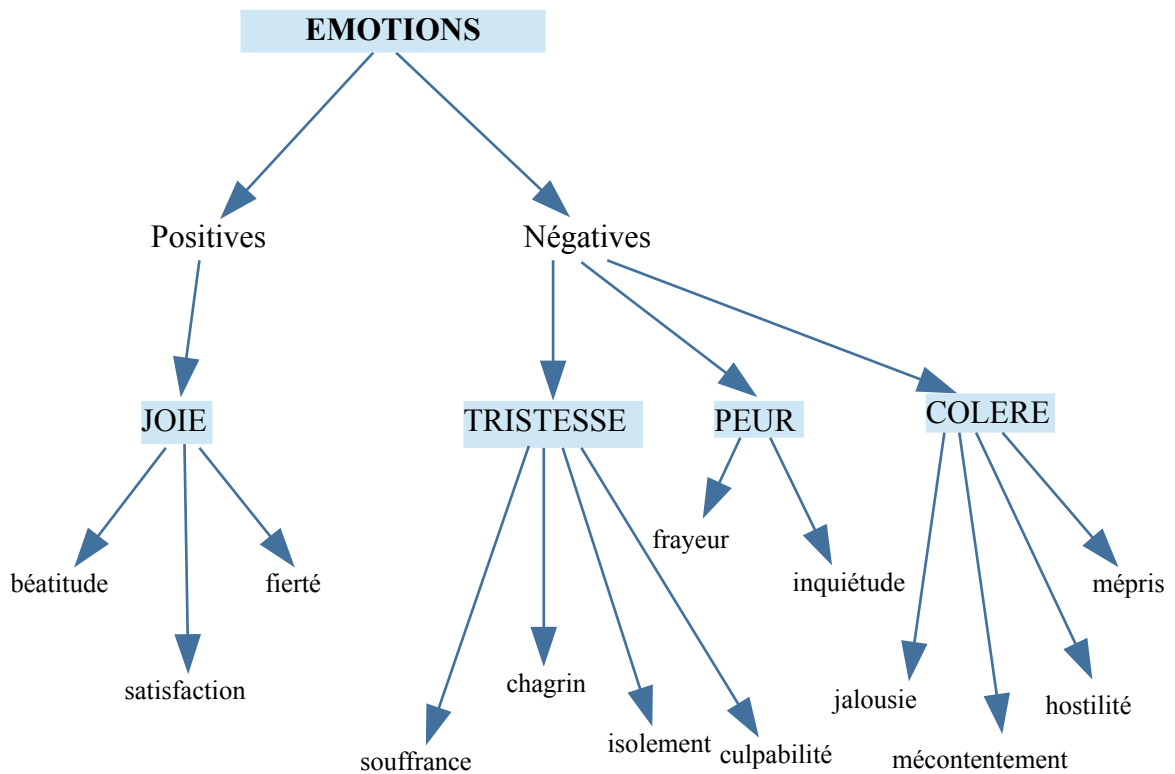 EMOTIONS
Positives
Négatives
JOIE
TRISTESSE
PEUR
COLERE
frayeur
béatitude
fierté
inquiétude
mépris
satisfaction
chagrin
jalousie
hostilité
souffrance
isolement
culpabilité
mécontentement